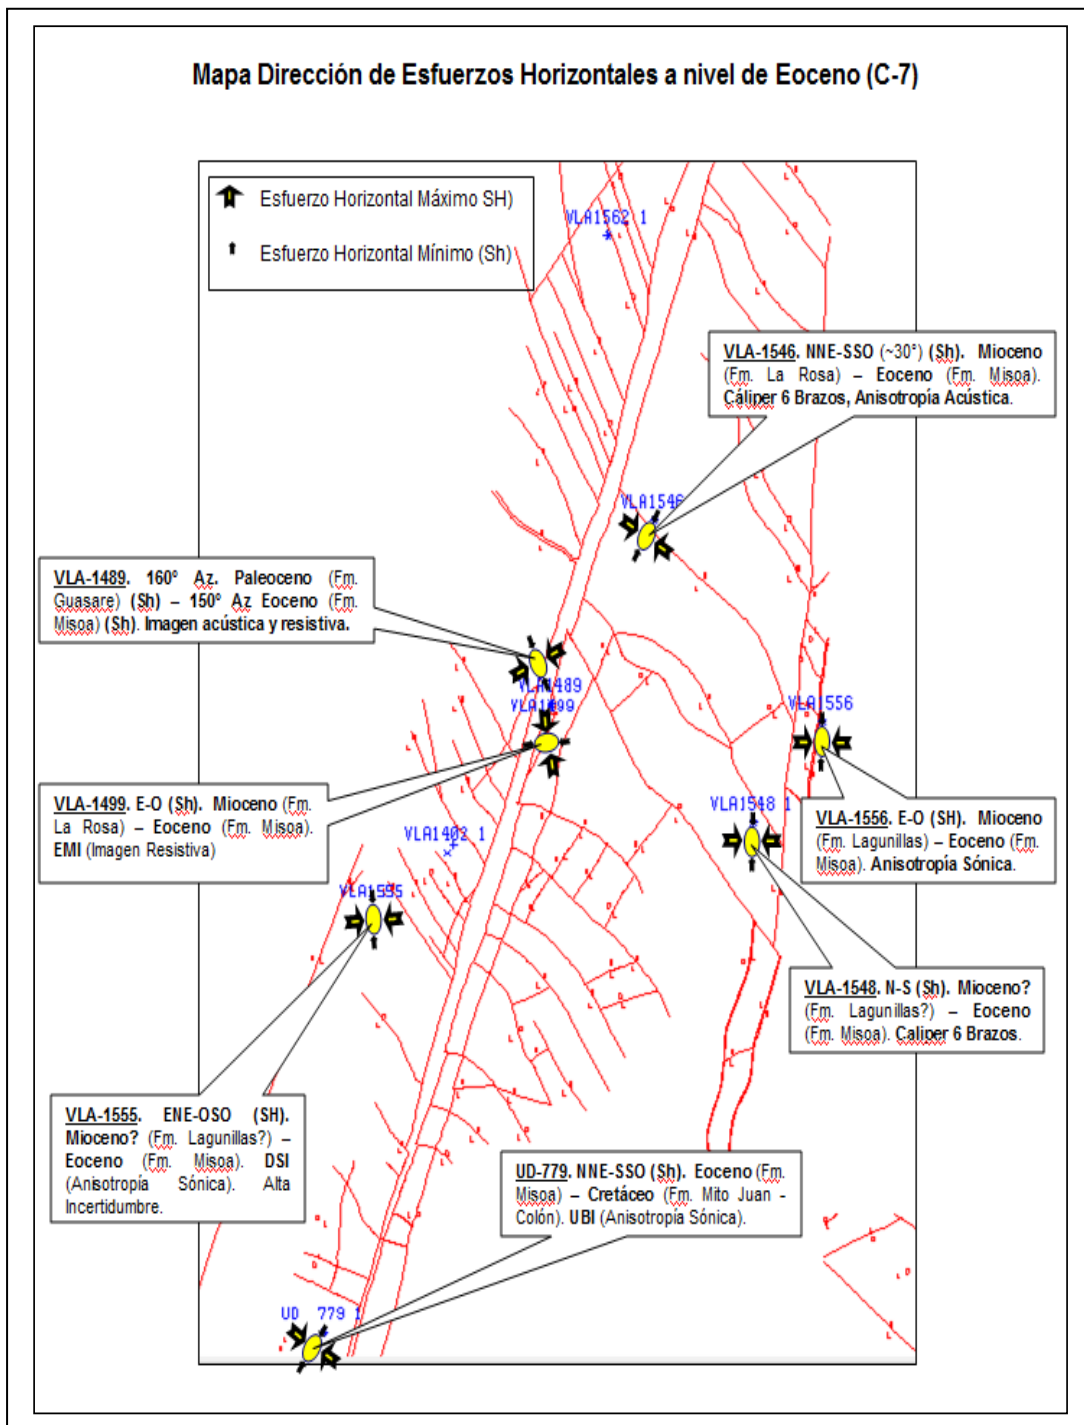 Mapa Dirección de Esfuerzos Horizontales a nivel de Eoceno (C-7)
Esfuerzo Horizontal Máximo SH)
Esfuerzo Horizontal Mínimo (Sh)
VLA1562 1
VLA-1546. NNE-SSO (~30°) (Sh). Mioceno
(Fm. La Rosa) – Eoceno (Fm. Misoa).
Cáliper 6 Brazos, Anisotropía Acústica.
VLA1546
VLA-1489. 160º Az. Paleoceno (Fm.
Guasare) (Sh) – 150º Az Eoceno (Fm.
Misoa) (Sh). Imagen acústica y resistiva.
VLA1489
VLA1499
VLA1556
VLA-1499. E-O (Sh). Mioceno (Fm.
La Rosa) – Eoceno (Fm. Misoa).
EMI (Imagen Resistiva)
VLA1548 1
VLA-1556. E-O (SH). Mioceno
(Fm. Lagunillas) – Eoceno (Fm.
Misoa). Anisotropía Sónica.
VLA1402 1
VLA1555
VLA-1548. N-S (Sh). Mioceno?
(Fm. Lagunillas?) – Eoceno
(Fm. Misoa). Caliper 6 Brazos.
VLA-1555. ENE-OSO (SH).
Mioceno? (Fm. Lagunillas?) –
Eoceno (Fm. Misoa). DSI
(Anisotropía Sónica). Alta
Incertidumbre.
UD-779. NNE-SSO (Sh). Eoceno (Fm.
Misoa) – Cretáceo (Fm. Mito Juan -
Colón). UBI (Anisotropía Sónica).
UD 779 1